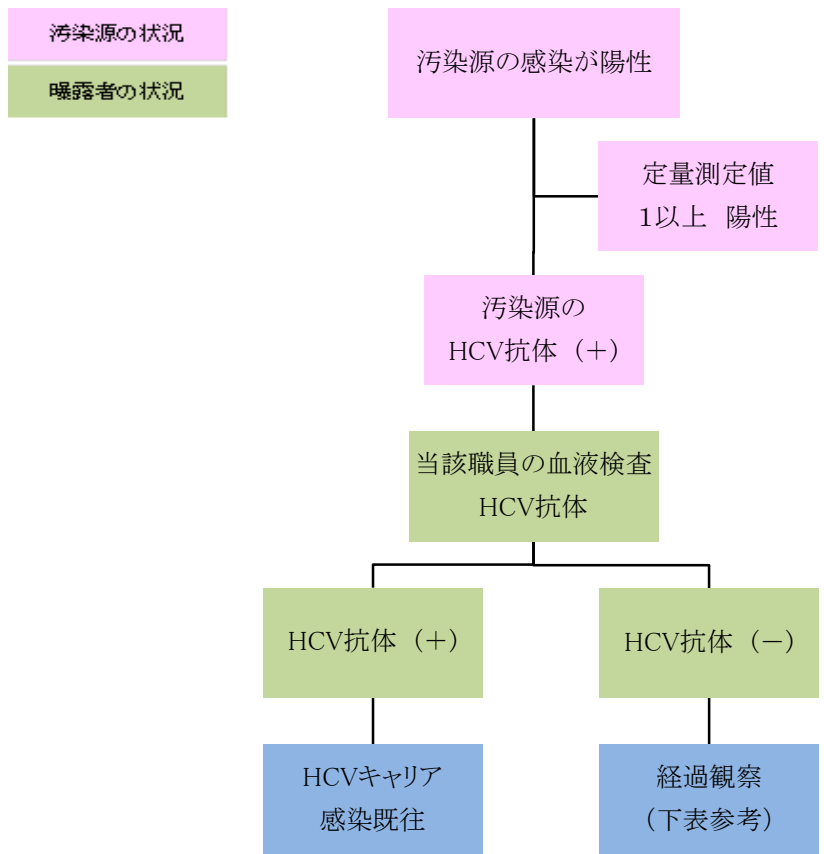 汚染源の状況
曝露者の状況
汚染源の感染が陽性
定量測定値
1以上　陽性
汚染源の
HCV抗体（＋）
当該職員の血液検査
HCV抗体
HCV抗体（＋）
HCV抗体（－）
HCVキャリア
感染既往
経過観察
（下表参考）